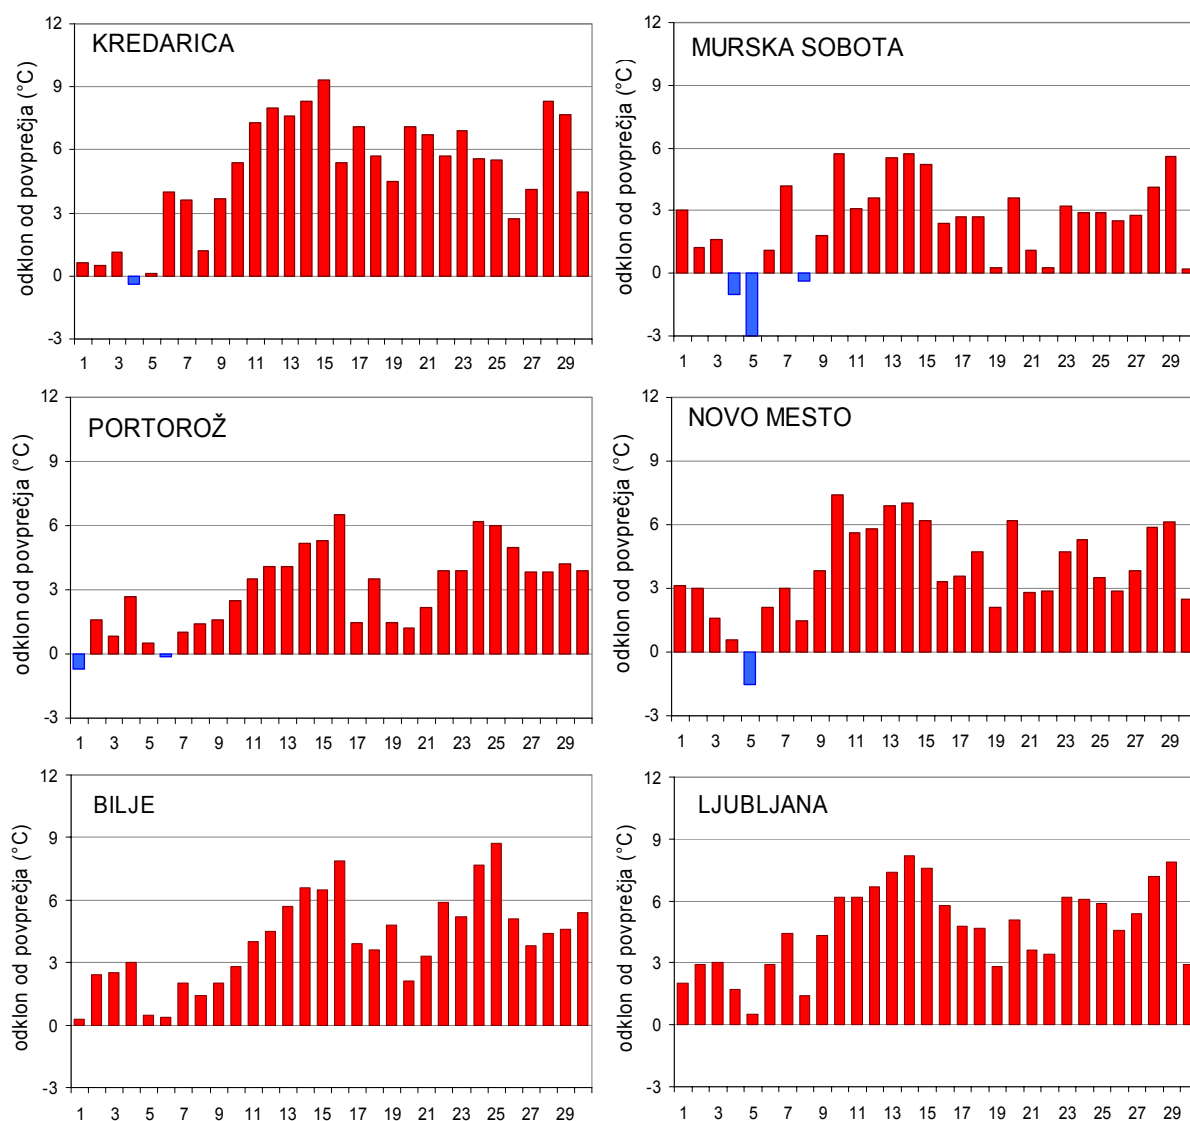 KREDARICA
odklon od povprečja (°C)
12
9
6
3
0
-3
1 3 5 7 9 11 13 15 17 19 21 23 25 27 29
MURSKA SOBOTA
odklon od povprečja (°C)
12
9
6
3
0
-3
1 3 5 7 9 11 13 15 17 19 21 23 25 27 29
PORTOROŽ
odklon od povprečja (°C)
12
9
6
3
0
-3
1 3 5 7 9 11 13 15 17 19 21 23 25 27 29
NOVO MESTO
odklon od povprečja (°C)
12
9
6
3
0
-3
1 3 5 7 9 11 13 15 17 19 21 23 25 27 29
BILJE
odklon od povprečja (°C)
12
9
6
3
0
-3
1 3 5 7 9 11 13 15 17 19 21 23 25 27 29
LJUBLJANA
odklon od povprečja (°C)
12
9
6
3
0
-3
1 3 5 7 9 11 13 15 17 19 21 23 25 27 29